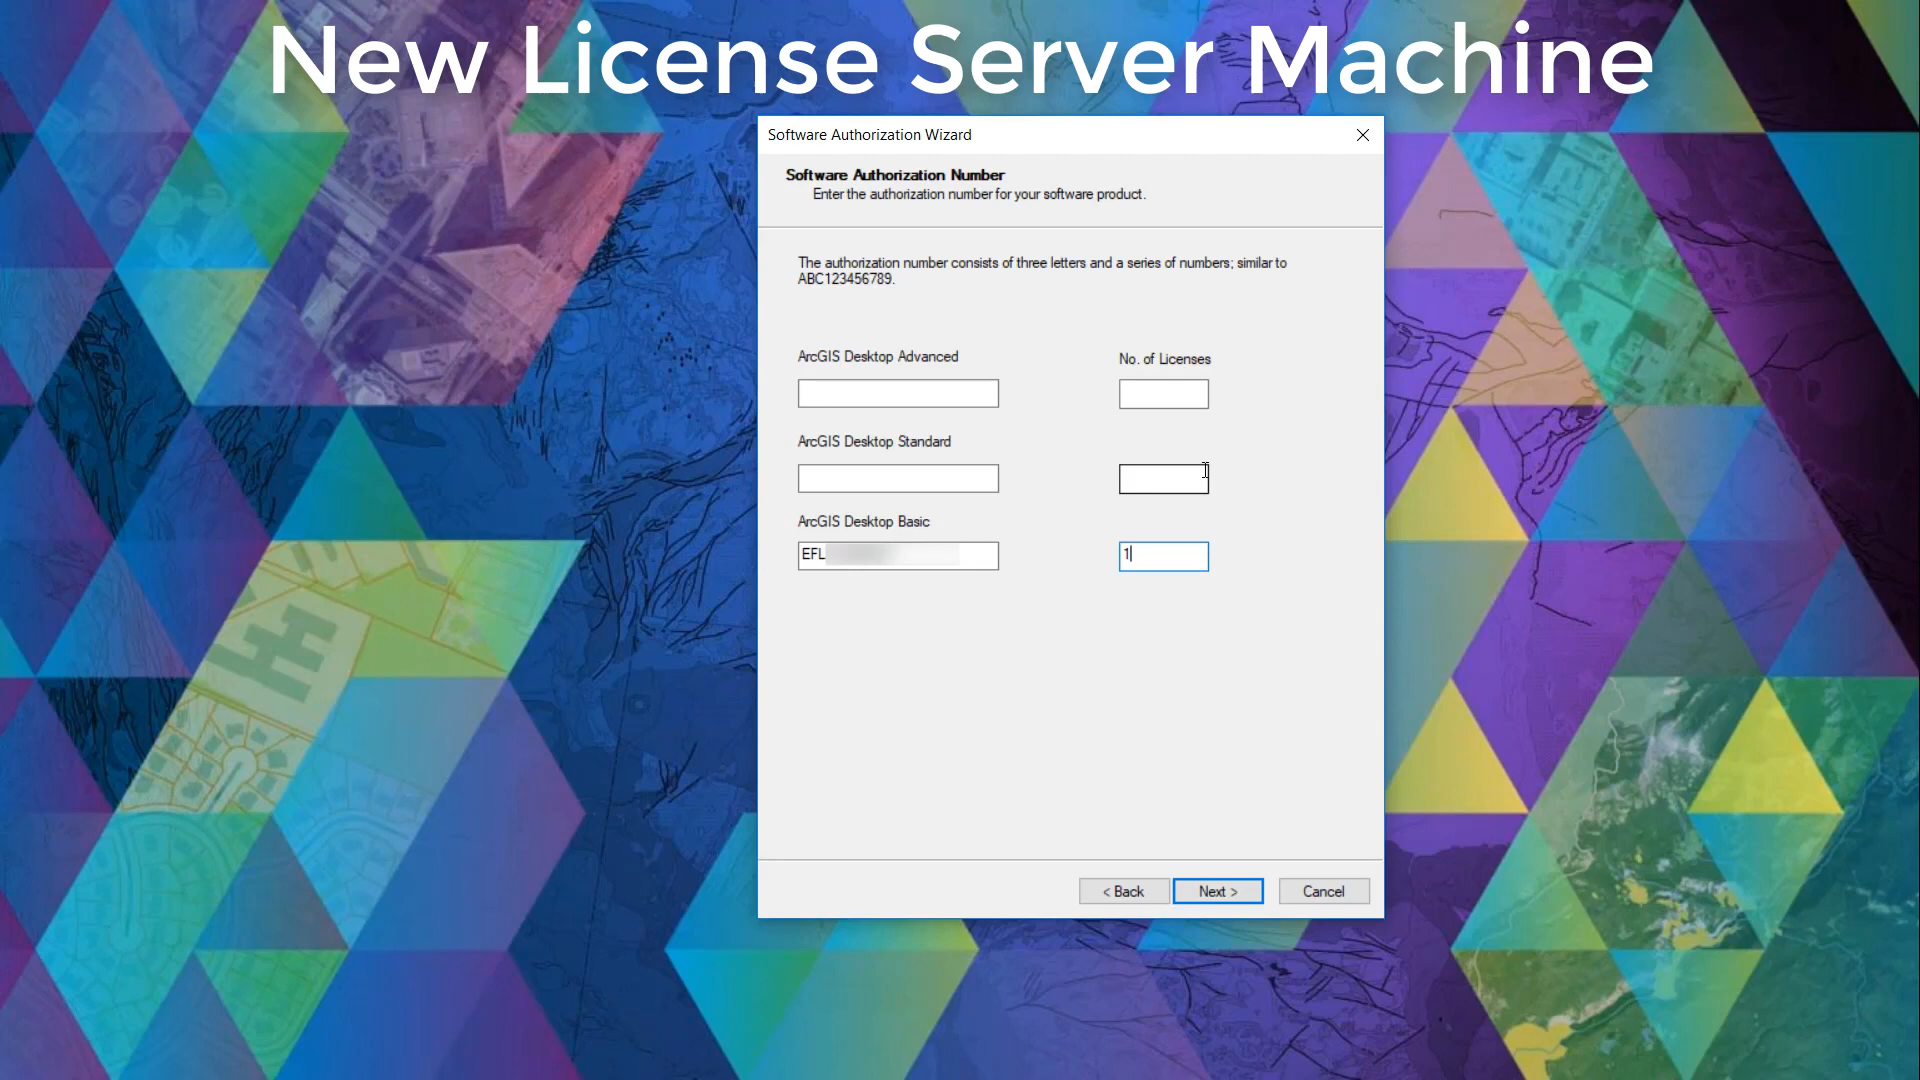 New License Server Machine
Software Authorization Wizard
Software Authorization Number
Enter the authorization number for your software product.
The authorization number consists of three letters and a series of numbers; similar to
ABC123456789.
ArcGIS Desktop Advanced
No. of Licenses
ArcGIS Desktop Standard
ArcGIS Desktop Basic
EFL
1
< Back
Next >
Cancel